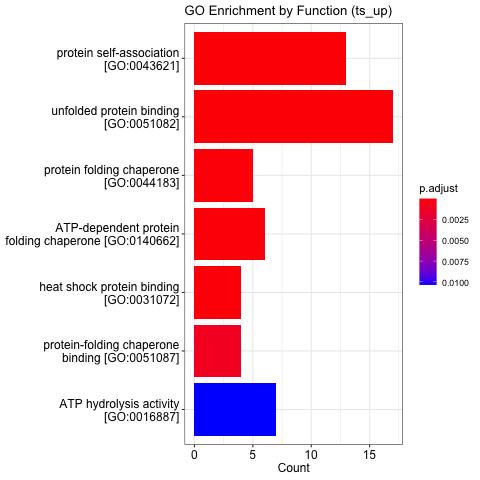 GO Enrichment by Function (ts_up)
protein self-association
[GO:0043621]
unfolded protein binding
[GO:0051082]
protein folding chaperone
[GO:0044183]
ATP-dependent protein
folding chaperone [GO:0140662]
heat shock protein binding
[GO:0031072]
protein-folding chaperone
binding [GO:0051087]
ATP hydrolysis activity
[GO:0016887]
0 5 10 15
Count
p.adjust
0.0025
0.0050
0.0075
0.0100